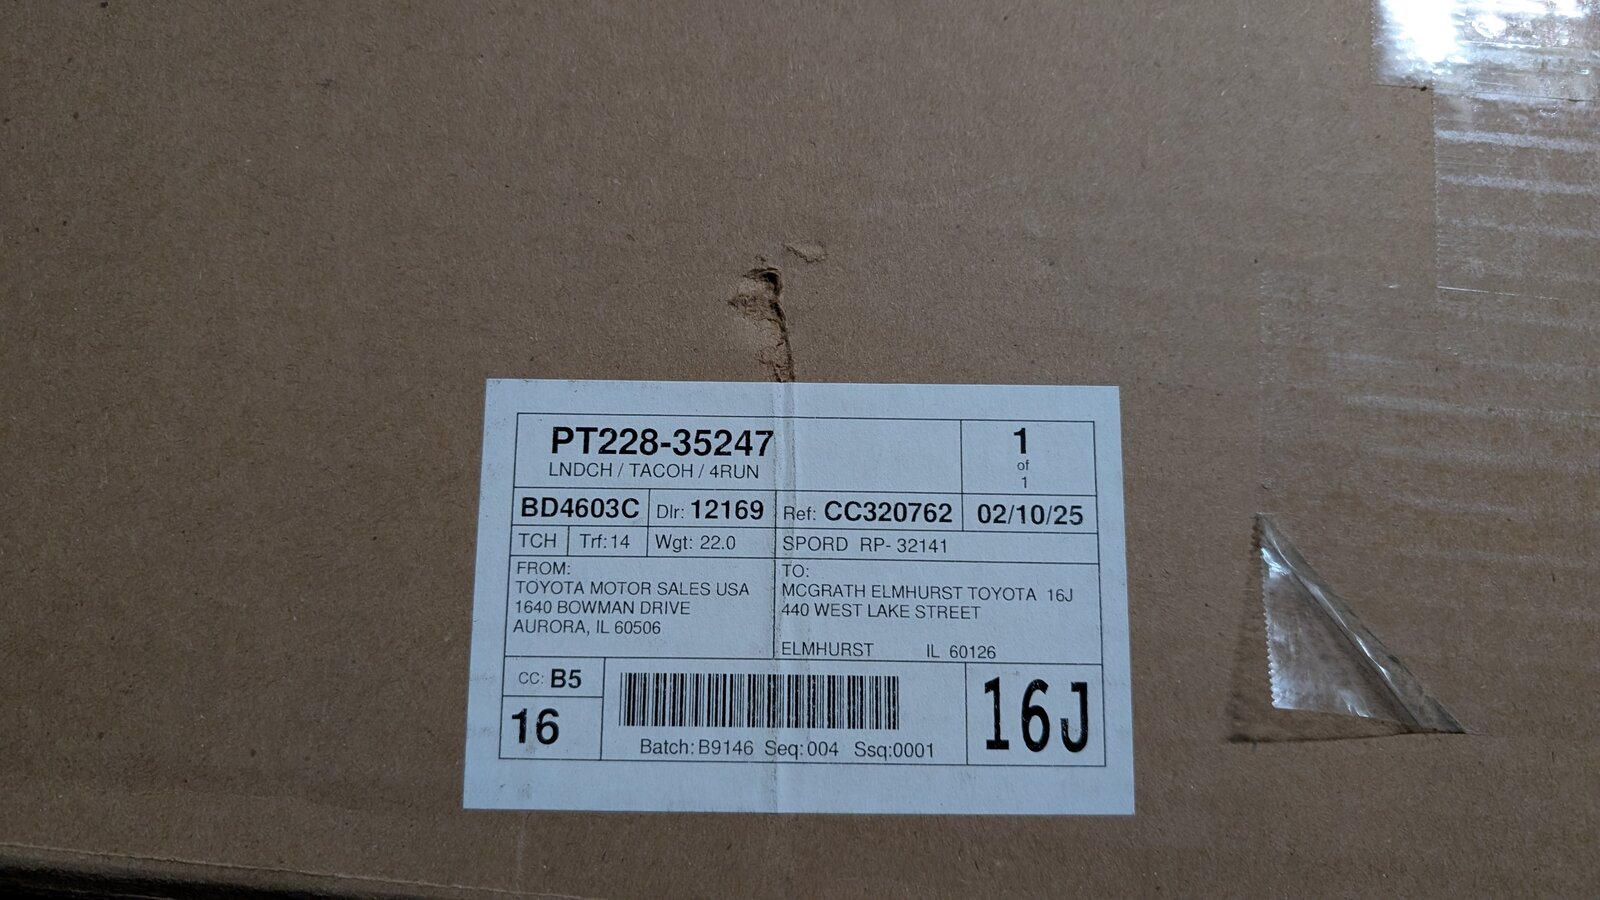 PT228-35247
LNDCH / TACOH / 4RUN
1
of
1
BD4603C
Dlr: 12169
Ref: CC320762
02/10/25
TCH
Trf: 14
Wgt: 22.0
SPORD RP- 32141
FROM:
TOYOTA MOTOR SALES USA
1640 BOWMAN DRIVE
AURORA, IL 60506
TO:
MCGRATH ELMHURST TOYOTA 16J
440 WEST LAKE STREET
ELMHURST IL 60126
CC: B5
16
Batch: B9146 Seq: 004 Ssq:0001
16J